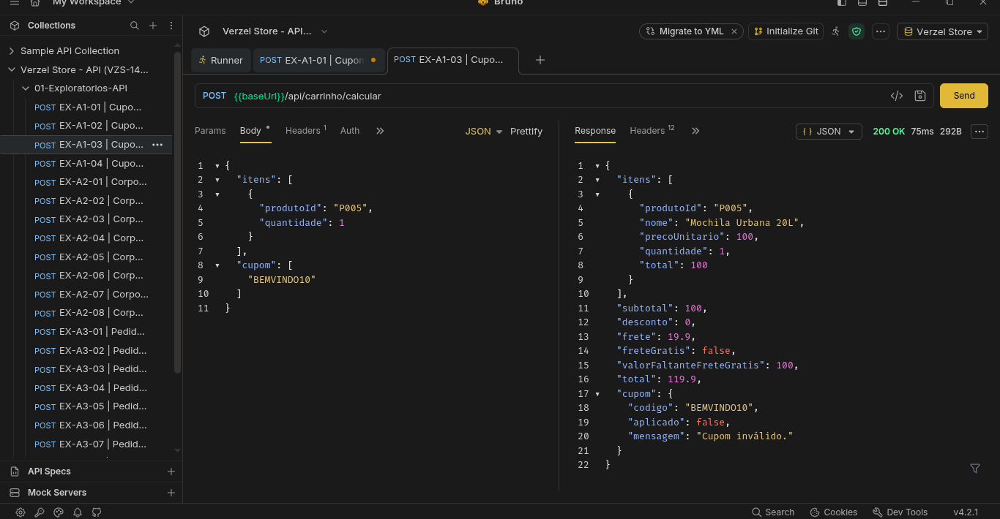 My Workspace
Bruno
Collections
Sample API Collection
Verzel Store - API (VZS-14...
01-Exploratorios-API
POST EX-A1-01 | Cupo...
POST EX-A1-02 | Cupo...
POST EX-A1-03 | Cupo...
POST EX-A1-04 | Cupo...
POST EX-A2-01 | Corpo...
POST EX-A2-02 | Corp...
POST EX-A2-03 | Corp...
POST EX-A2-04 | Corp...
POST EX-A2-05 | Corp...
POST EX-A2-06 | Corp...
POST EX-A2-07 | Corpo...
POST EX-A2-08 | Corp...
POST EX-A3-01 | Pedid...
POST EX-A3-02 | Pedid...
POST EX-A3-03 | Pedid...
POST EX-A3-04 | Pedid...
POST EX-A3-05 | Pedid...
POST EX-A3-06 | Pedid...
POST EX-A3-07 | Pedid...
API Specs
Mock Servers
Verzel Store - API...
Migrate to YML
Initialize Git
Verzel Store
Runner
POST EX-A1-01 | Cupon
POST EX-A1-03 | Cupo...
POST {{baseUrl}}/api/carrinho/calcular
Send
Params Body Headers 1 Auth JSON Prettify
1 {
2 "itens": [
3 {
4 "produtoId": "P005",
5 "quantidade": 1
6 }
7 ],
8 "cupom": [
9 "BEMVINDO10"
10 ]
11 }
Response Headers 12 { } JSON 200 OK 75ms 292B
1 {
2 "itens": [
3 {
4 "produtoId": "P005",
5 "nome": "Mochila Urbana 20L",
6 "precoUnitario": 100,
7 "quantidade": 1,
8 "total": 100
9 }
10 ],
11 "subtotal": 100,
12 "desconto": 0,
13 "frete": 19.9,
14 "freteGratis": false,
15 "valorFaltanteFreteGratis": 100,
16 "total": 119.9,
17 "cupom": {
18 "codigo": "BEMVINDO10",
19 "aplicado": false,
20 "mensagem": "Cupom inválido."
21 }
22 }
Search
Cookies
Dev Tools
v4.2.1